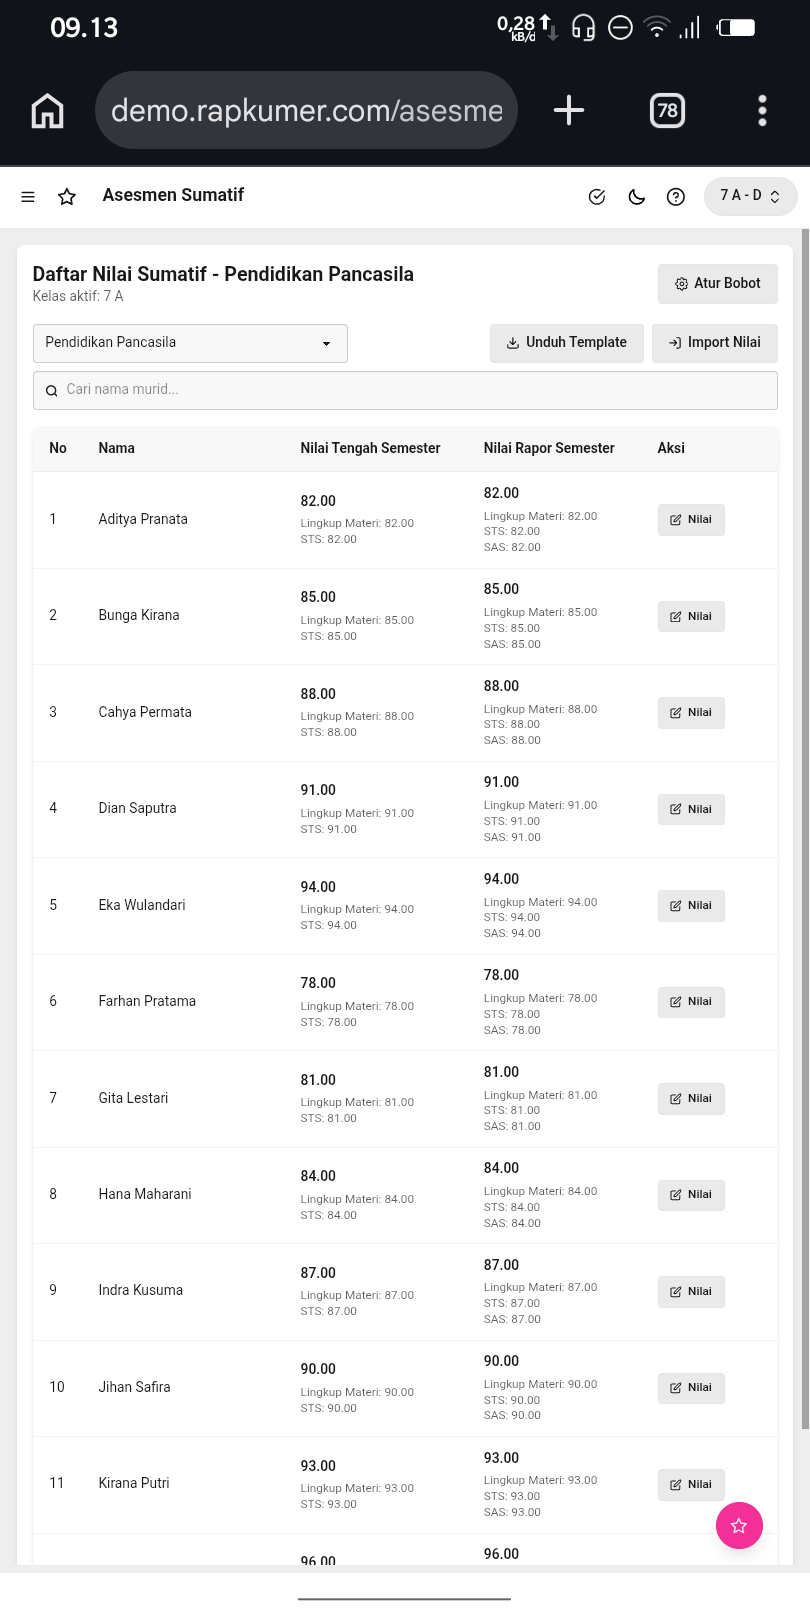 09.13
0,28
kB/d
demo.rapkumer.com/asesme
78
Asesmen Sumatif
7 A - D
Daftar Nilai Sumatif - Pendidikan Pancasila
Kelas aktif: 7 A
Atur Bobot
Pendidikan Pancasila
Unduh Template
Import Nilai
Cari nama murid...
No Nama Nilai Tengah Semester Nilai Rapor Semester Aksi
1 Aditya Pranata
82.00
Lingkup Materi: 82.00
STS: 82.00
82.00
Lingkup Materi: 82.00
STS: 82.00
SAS: 82.00
Nilai
2 Bunga Kirana
85.00
Lingkup Materi: 85.00
STS: 85.00
85.00
Lingkup Materi: 85.00
STS: 85.00
SAS: 85.00
Nilai
3 Cahya Permata
88.00
Lingkup Materi: 88.00
STS: 88.00
88.00
Lingkup Materi: 88.00
STS: 88.00
SAS: 88.00
Nilai
4 Dian Saputra
91.00
Lingkup Materi: 91.00
STS: 91.00
91.00
Lingkup Materi: 91.00
STS: 91.00
SAS: 91.00
Nilai
5 Eka Wulandari
94.00
Lingkup Materi: 94.00
STS: 94.00
94.00
Lingkup Materi: 94.00
STS: 94.00
SAS: 94.00
Nilai
6 Farhan Pratama
78.00
Lingkup Materi: 78.00
STS: 78.00
78.00
Lingkup Materi: 78.00
STS: 78.00
SAS: 78.00
Nilai
7 Gita Lestari
81.00
Lingkup Materi: 81.00
STS: 81.00
81.00
Lingkup Materi: 81.00
STS: 81.00
SAS: 81.00
Nilai
8 Hana Maharani
84.00
Lingkup Materi: 84.00
STS: 84.00
84.00
Lingkup Materi: 84.00
STS: 84.00
SAS: 84.00
Nilai
9 Indra Kusuma
87.00
Lingkup Materi: 87.00
STS: 87.00
87.00
Lingkup Materi: 87.00
STS: 87.00
SAS: 87.00
Nilai
10 Jihan Safira
90.00
Lingkup Materi: 90.00
STS: 90.00
90.00
Lingkup Materi: 90.00
STS: 90.00
SAS: 90.00
Nilai
11 Kirana Putri
93.00
Lingkup Materi: 93.00
STS: 93.00
93.00
Lingkup Materi: 93.00
STS: 93.00
SAS: 93.00
Nilai
96.00
96.00